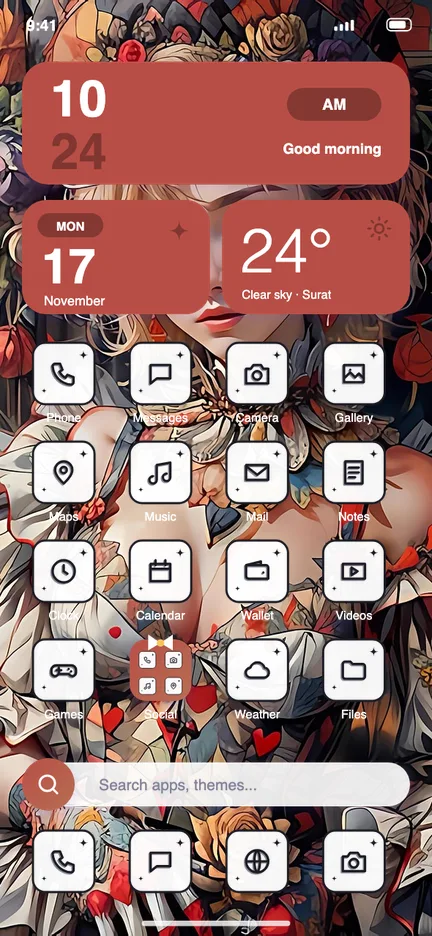 9:41
10
AM
24
Good morning
MON
17
November
24°
Clear sky · Surat
Phone
Messages
Camera
Gallery
Maps
Music
Mail
Notes
Clock
Calendar
Wallet
Videos
Games
Social
Weather
Files
Search apps, themes...